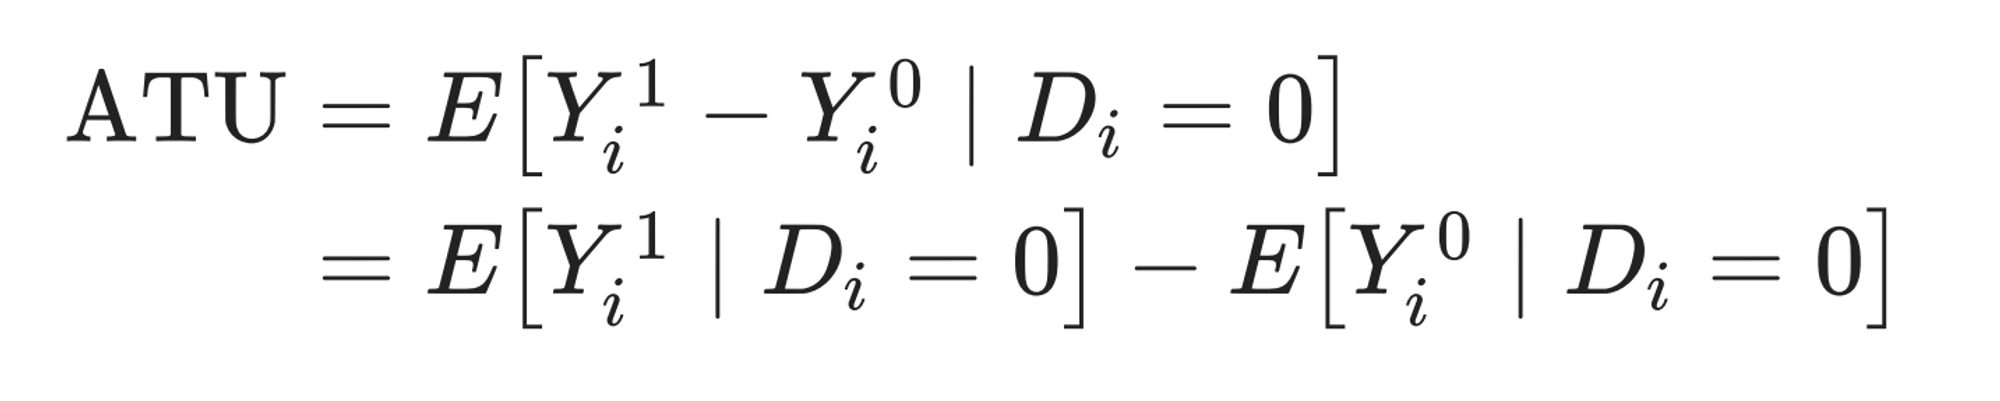 ATU = E[Y_i^1 − Y_i^0 | D_i = 0]
= E[Y_i^1 | D_i = 0] − E[Y_i^0 | D_i = 0]